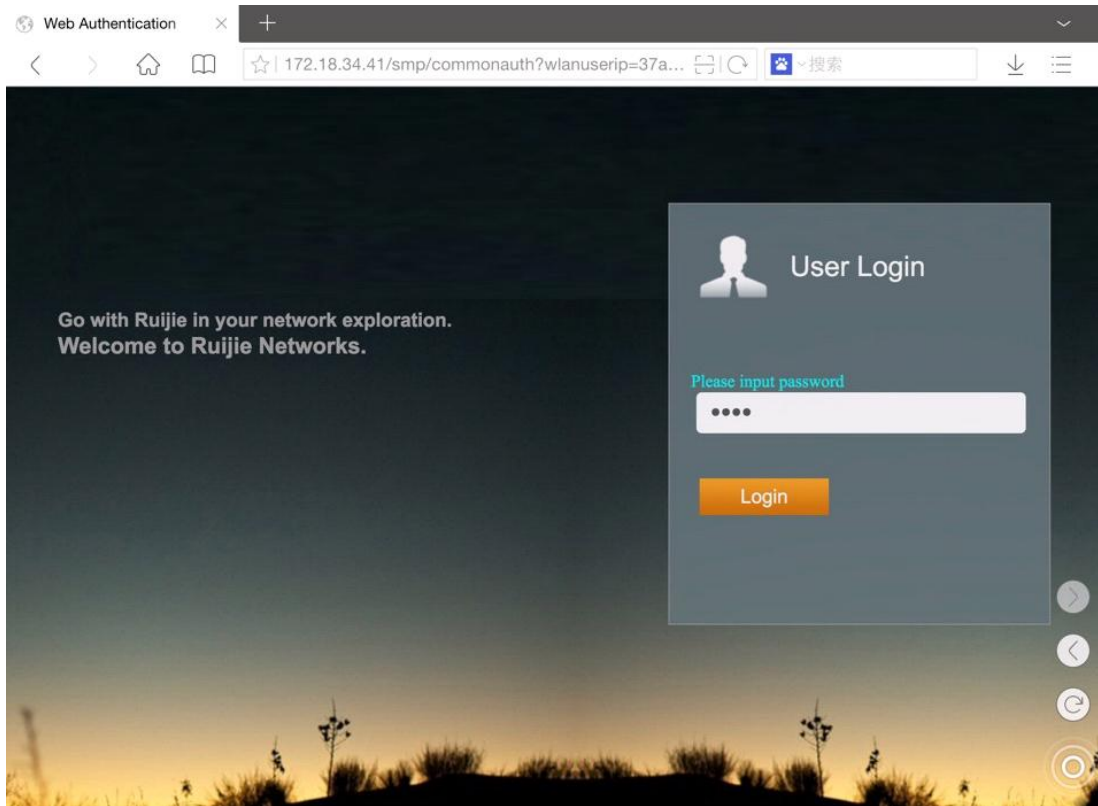 Web Authentication
172.18.34.41/smp/commonauth?wlanuserip=37a...
搜索
User Login
Go with Ruijie in your network exploration.
Welcome to Ruijie Networks.
Please input password
Login